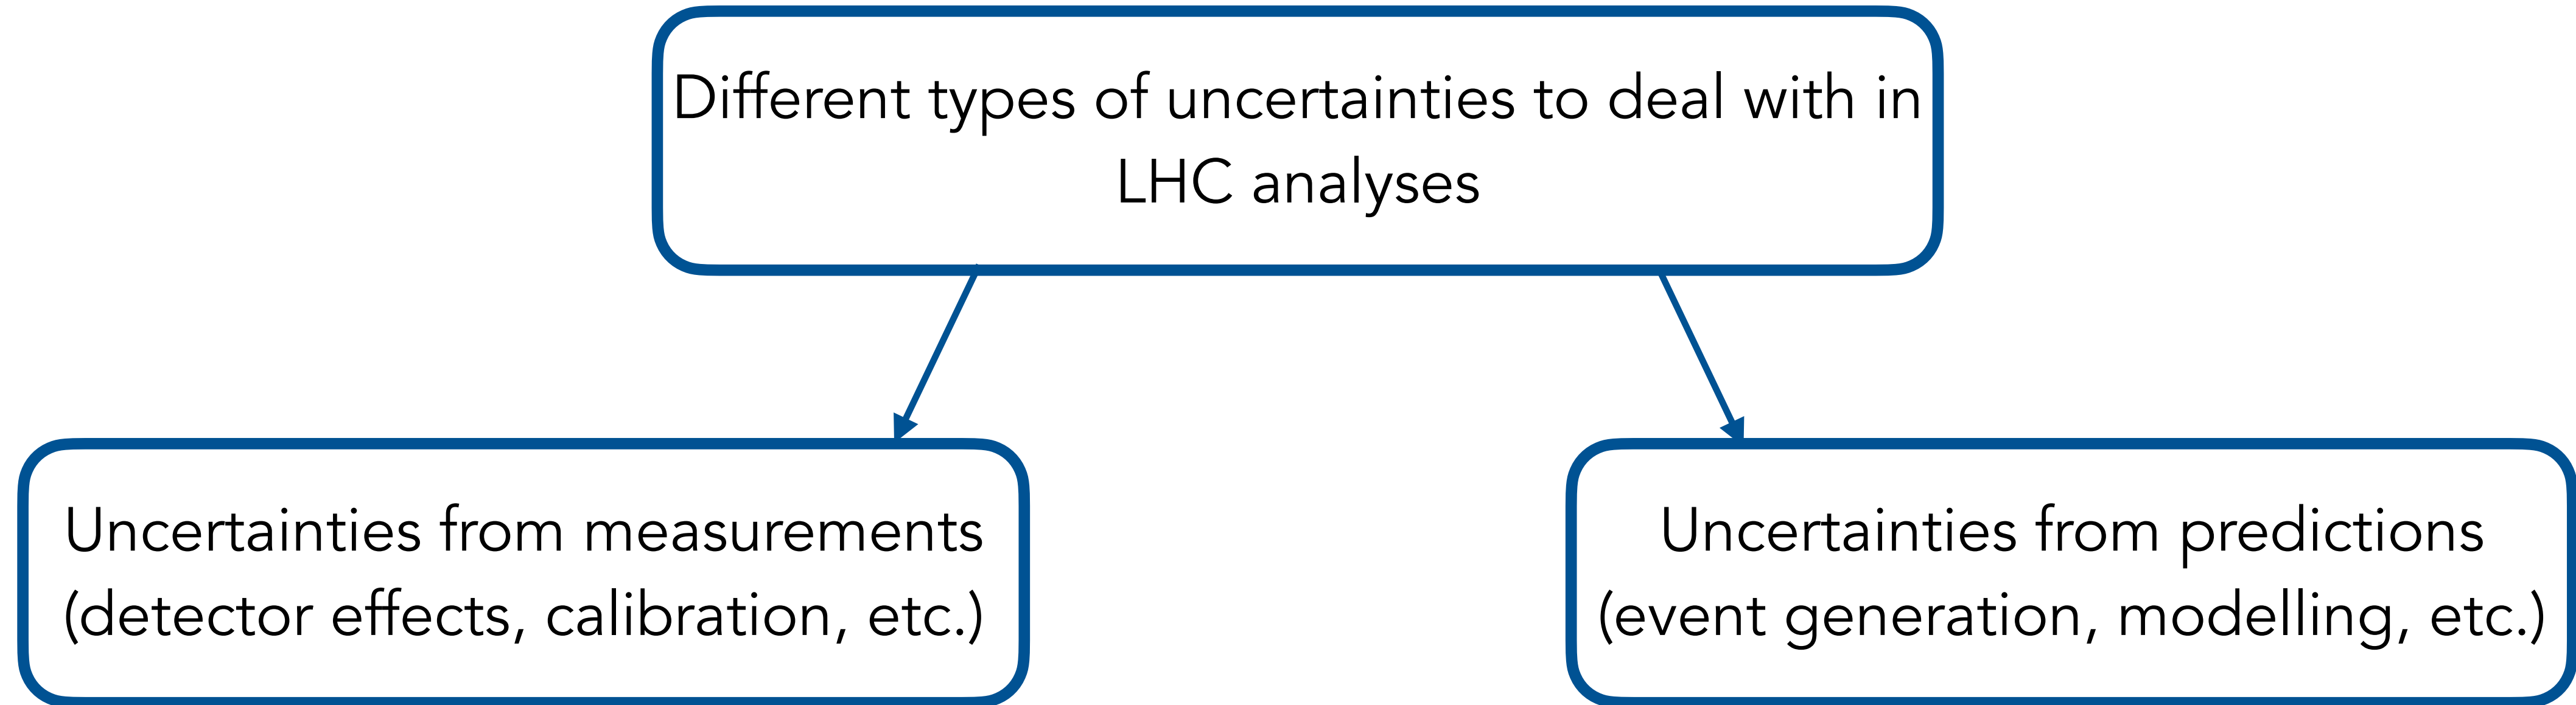 Different types of uncertainties to deal with in
LHC analyses
Uncertainties from measurements
(detector effects, calibration, etc.)
Uncertainties from predictions
(event generation, modelling, etc.)